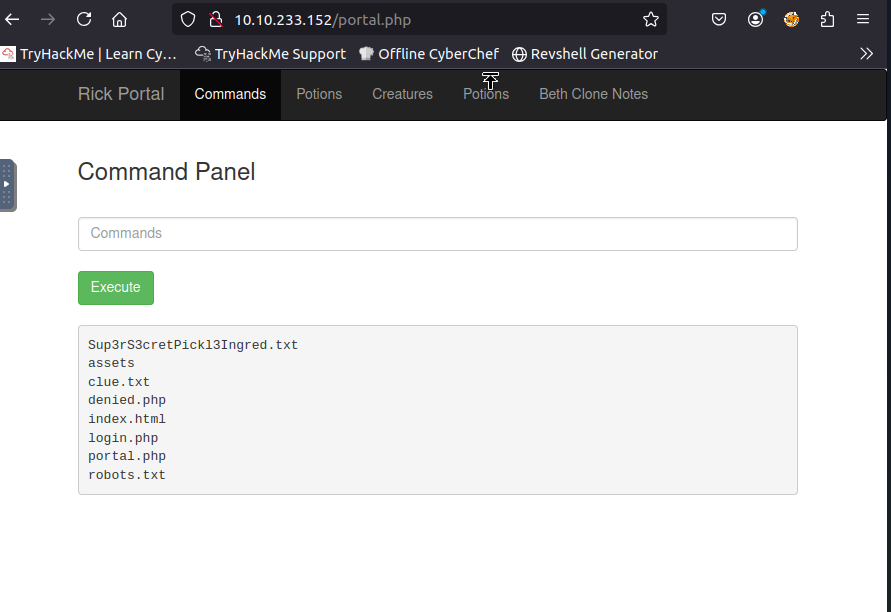 10.10.233.152/portal.php
TryHackMe | Learn Cy… TryHackMe Support Offline CyberChef Revshell Generator
Rick Portal Commands Potions Creatures Potions Beth Clone Notes
Command Panel
Commands
Execute
Sup3rS3cretPickl3Ingred.txt
assets
clue.txt
denied.php
index.html
login.php
portal.php
robots.txt